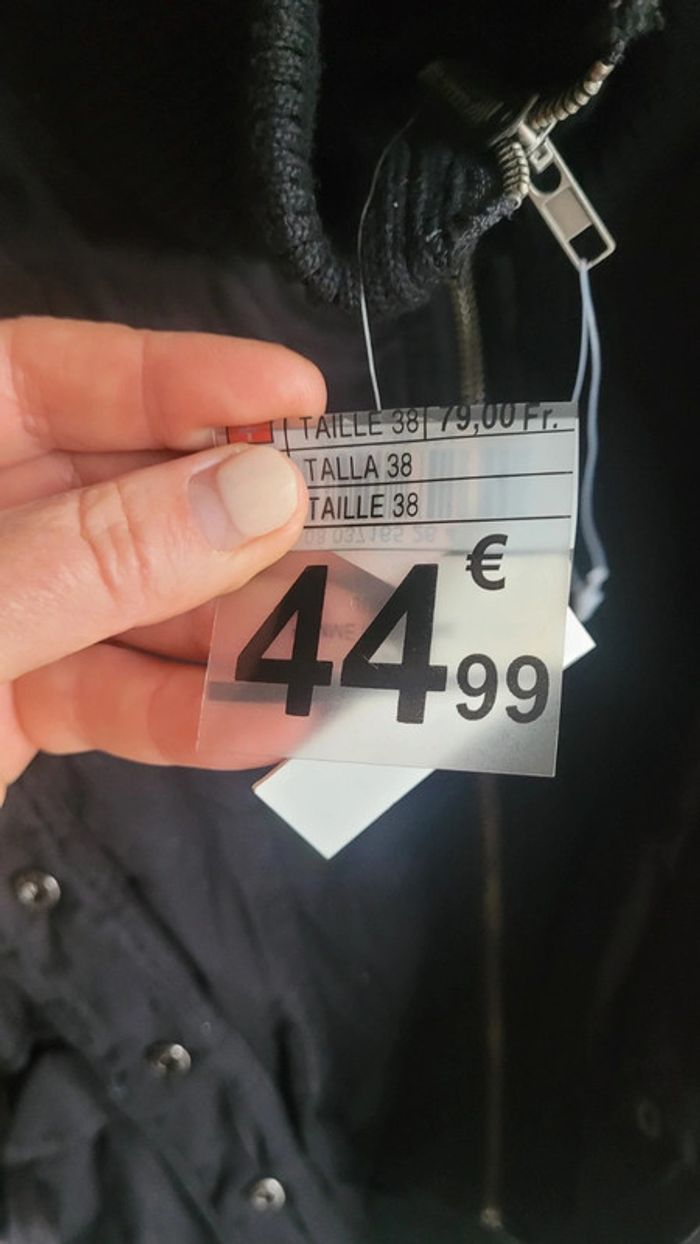 TAILLE 38 79,00 Fr.
TALLA 38
TAILLE 38
€
44 99